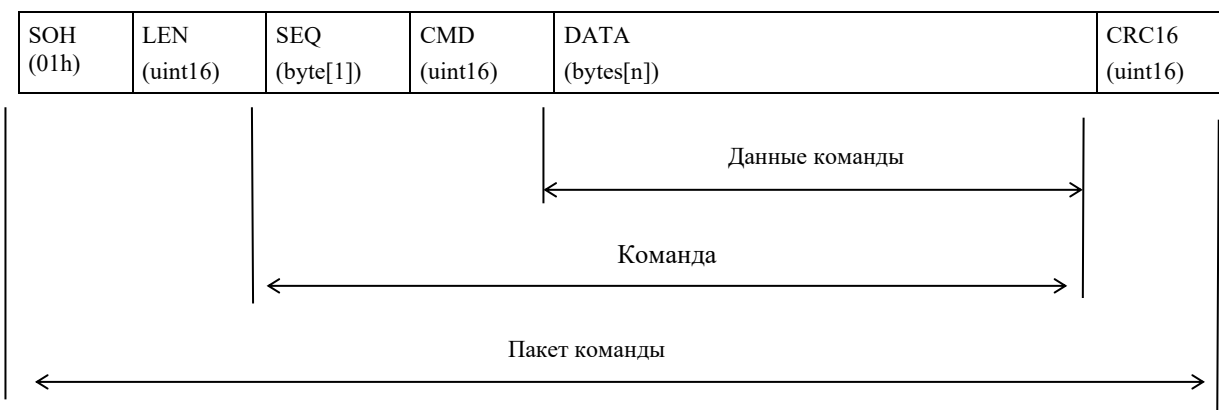 SOH LEN SEQ CMD DATA CRC16
(01h) (uint16) (byte[1]) (uint16) (bytes[n]) (uint16)
Данные команды
Команда
Пакет команды